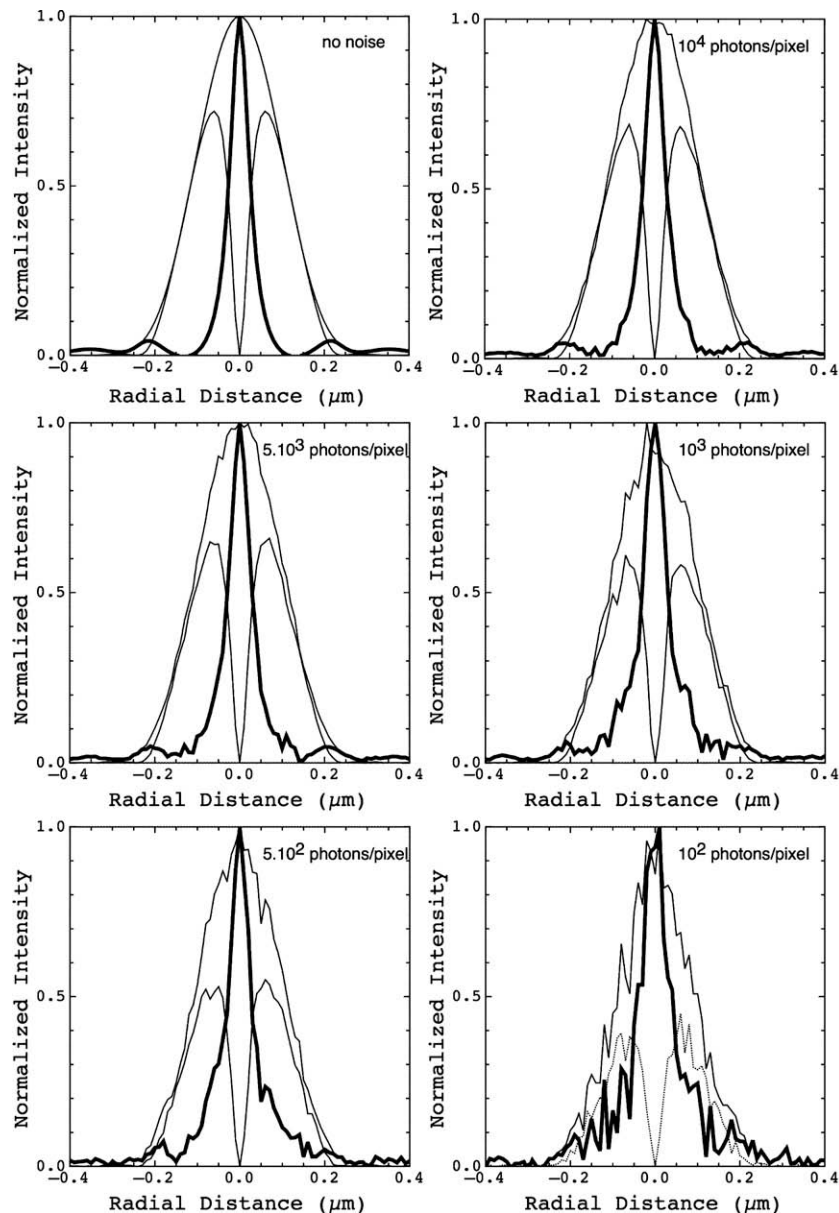 1.0
no noise
Normalized Intensity
0.5
0.0
−0.4 −0.2 0.0 0.2 0.4
Radial Distance (µm)
1.0
10⁴ photons/pixel
Normalized Intensity
0.5
0.0
−0.4 −0.2 0.0 0.2 0.4
Radial Distance (µm)
1.0
5.10³ photons/pixel
Normalized Intensity
0.5
0.0
−0.4 −0.2 0.0 0.2 0.4
Radial Distance (µm)
1.0
10³ photons/pixel
Normalized Intensity
0.5
0.0
−0.4 −0.2 0.0 0.2 0.4
Radial Distance (µm)
1.0
5.10² photons/pixel
Normalized Intensity
0.5
0.0
−0.4 −0.2 0.0 0.2 0.4
Radial Distance (µm)
1.0
10² photons/pixel
Normalized Intensity
0.5
0.0
−0.4 −0.2 0.0 0.2 0.4
Radial Distance (µm)